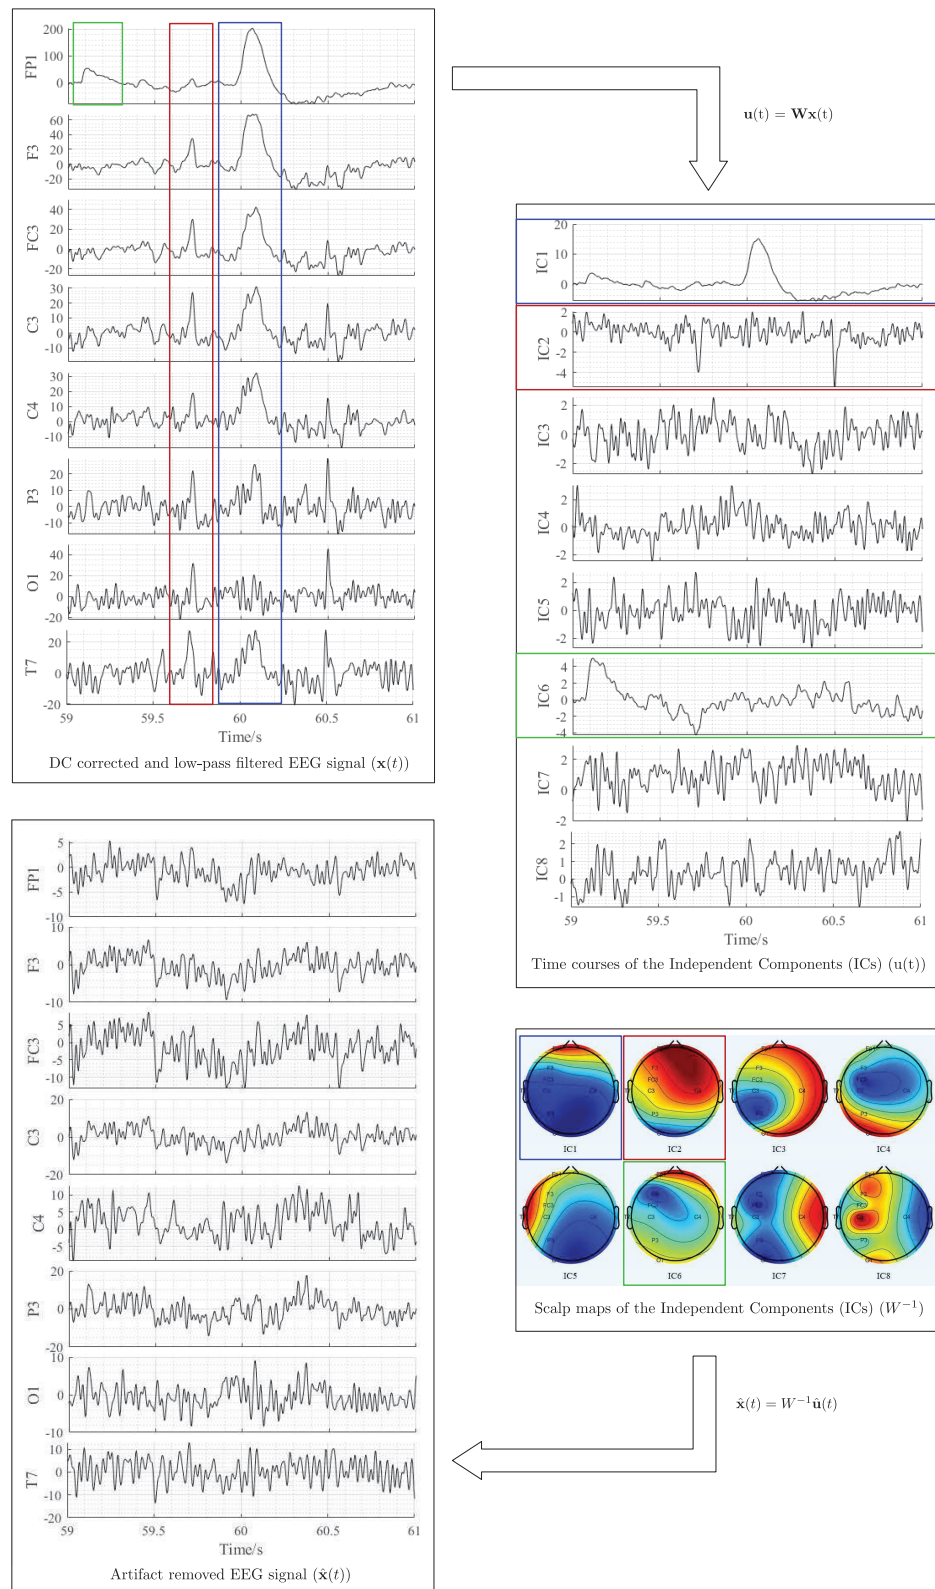 FP1
200
100
0
F3
60
40
20
0
-20
FC3
40
20
0
-20
C3
30
20
10
0
-10
C4
30
20
10
0
-10
P3
20
10
0
-10
O1
40
20
0
-20
T7
20
0
-20
59 59.5 60 60.5 61
Time/s
DC corrected and low-pass filtered EEG signal (x(t))
u(t) = Wx(t)
IC1
20
10
0
IC2
2
0
-2
-4
IC3
2
0
-2
IC4
2
0
-2
IC5
2
0
-2
IC6
4
2
0
-2
-4
IC7
2
0
-2
IC8
2
1
0
-1
59 59.5 60 60.5 61
Time/s
Time courses of the Independent Components (ICs) (u(t))
IC1 IC2 IC3 IC4
IC5 IC6 IC7 IC8
Scalp maps of the Independent Components (ICs) (W⁻¹)
x̂(t) = W⁻¹û(t)
FP1
5
0
-5
-10
F3
10
0
-10
FC3
5
0
-5
-10
C3
20
0
-20
C4
10
5
0
-5
P3
20
0
-20
O1
10
0
-10
T7
10
0
-10
-20
59 59.5 60 60.5 61
Time/s
Artifact removed EEG signal (x̂(t))